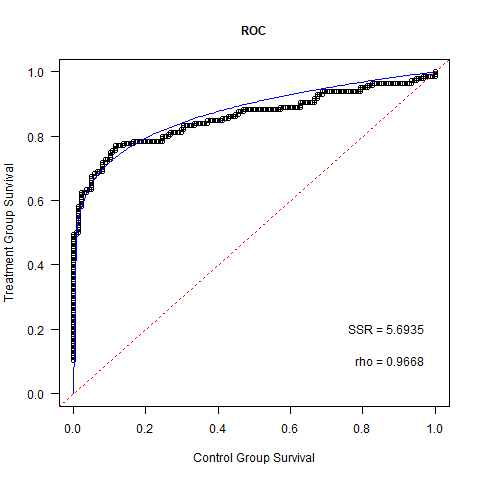 ROC
Treatment Group Survival
1.0
0.8
0.6
0.4
0.2
0.0
SSR = 5.6935
rho = 0.9668
0.0 0.2 0.4 0.6 0.8 1.0
Control Group Survival